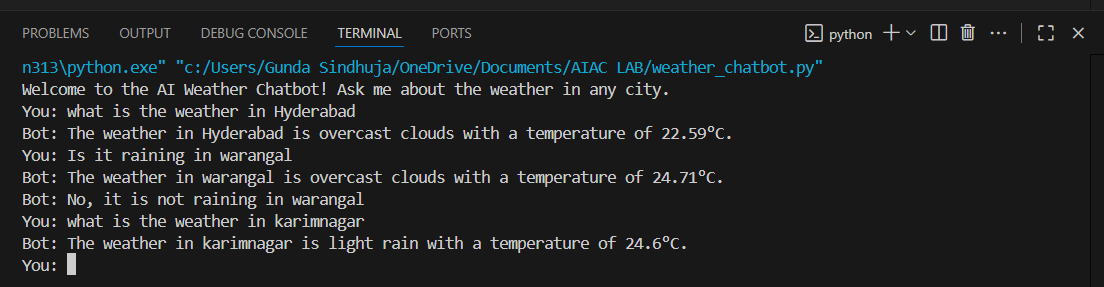 PROBLEMS OUTPUT DEBUG CONSOLE TERMINAL PORTS python
n313\python.exe" "c:/Users/Gunda Sindhuja/OneDrive/Documents/AIAC LAB/weather_chatbot.py"
Welcome to the AI Weather Chatbot! Ask me about the weather in any city.
You: what is the weather in Hyderabad
Bot: The weather in Hyderabad is overcast clouds with a temperature of 22.59°C.
You: Is it raining in warangal
Bot: The weather in warangal is overcast clouds with a temperature of 24.71°C.
Bot: No, it is not raining in warangal
You: what is the weather in karimnagar
Bot: The weather in karimnagar is light rain with a temperature of 24.6°C.
You: